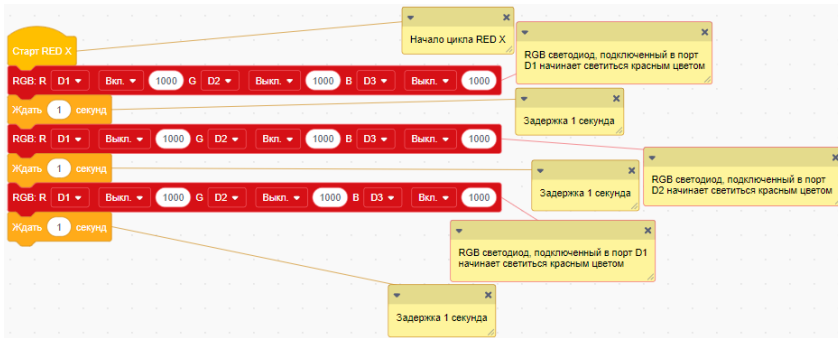 Начало цикла RED X
Старт RED X
RGB светодиод, подключенный в порт
D1 начинает светиться красным цветом
RGB: R D1 Вкл. 1000 G D2 Выкл. 1000 B D3 Выкл. 1000
Ждать 1 секунд
Задержка 1 секунда
RGB: R D1 Выкл. 1000 G D2 Вкл. 1000 B D3 Выкл. 1000
Ждать 1 секунд
Задержка 1 секунда
RGB светодиод, подключенный в порт
D2 начинает светиться красным цветом
RGB: R D1 Выкл. 1000 G D2 Выкл. 1000 B D3 Вкл. 1000
Ждать 1 секунд
RGB светодиод, подключенный в порт D1
начинает светиться красным цветом
Задержка 1 секунда